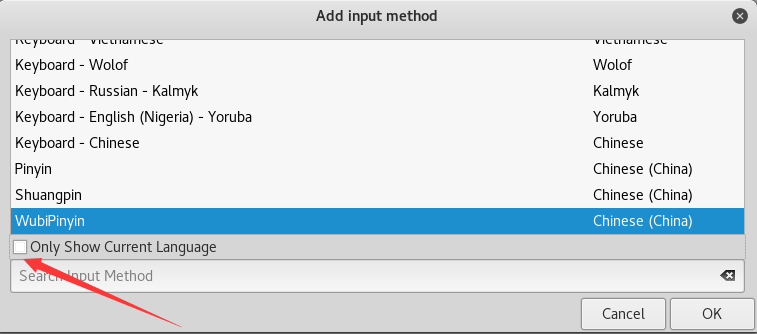 Add input method
Keyboard - Vietnamese Vietnamese
Keyboard - Wolof Wolof
Keyboard - Russian - Kalmyk Kalmyk
Keyboard - English (Nigeria) - Yoruba Yoruba
Keyboard - Chinese Chinese
Pinyin Chinese (China)
Shuangpin Chinese (China)
WubiPinyin Chinese (China)
Only Show Current Language
Search Input Method
Cancel OK